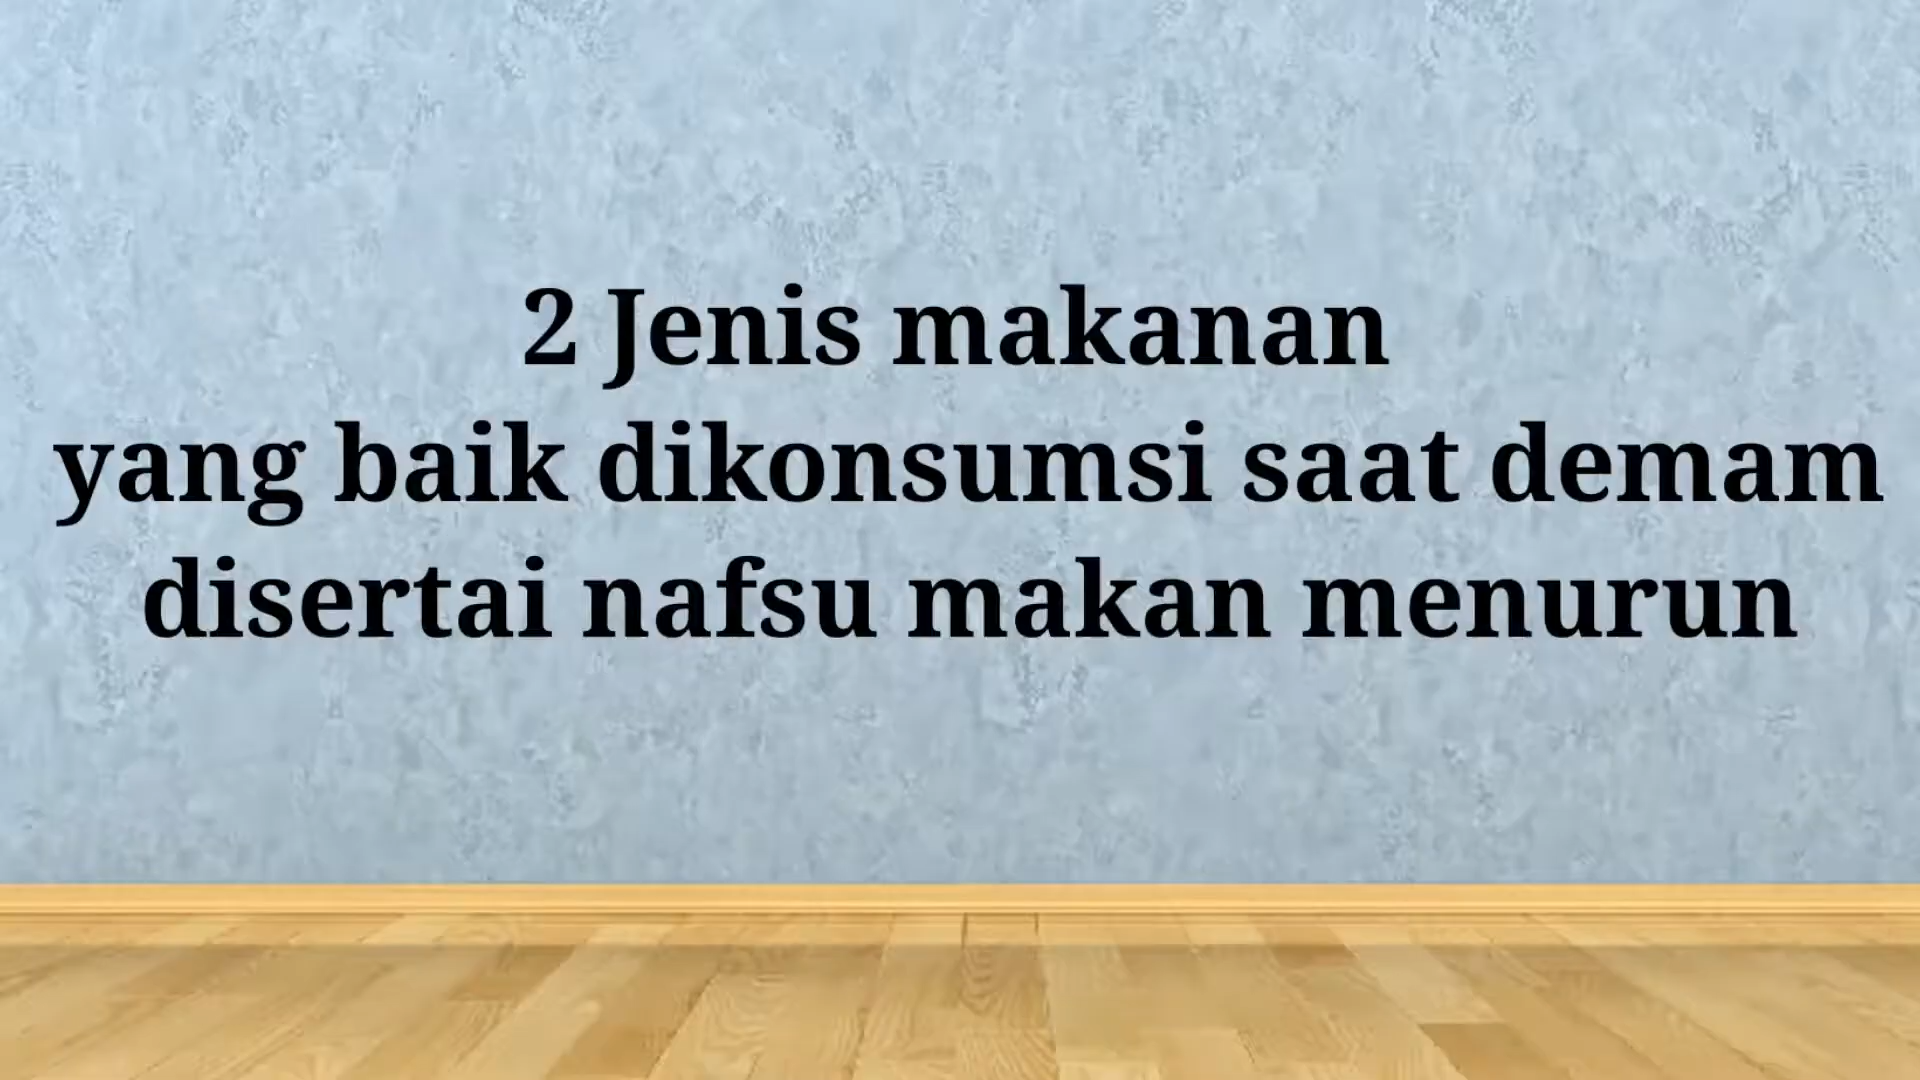 2 Jenis makanan
yang baik dikonsumsi saat demam
disertai nafsu makan menurun